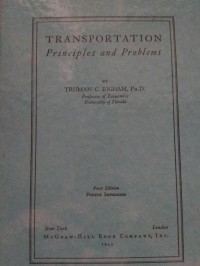 TRANSPORTATION
Principles and Problems
BY
TRUMAN C. BIGHAM, Ph.D.
Professor of Economics
University of Florida
First Edition
Fourth Impression
New York London
McGRAW-HILL BOOK COMPANY, INC.